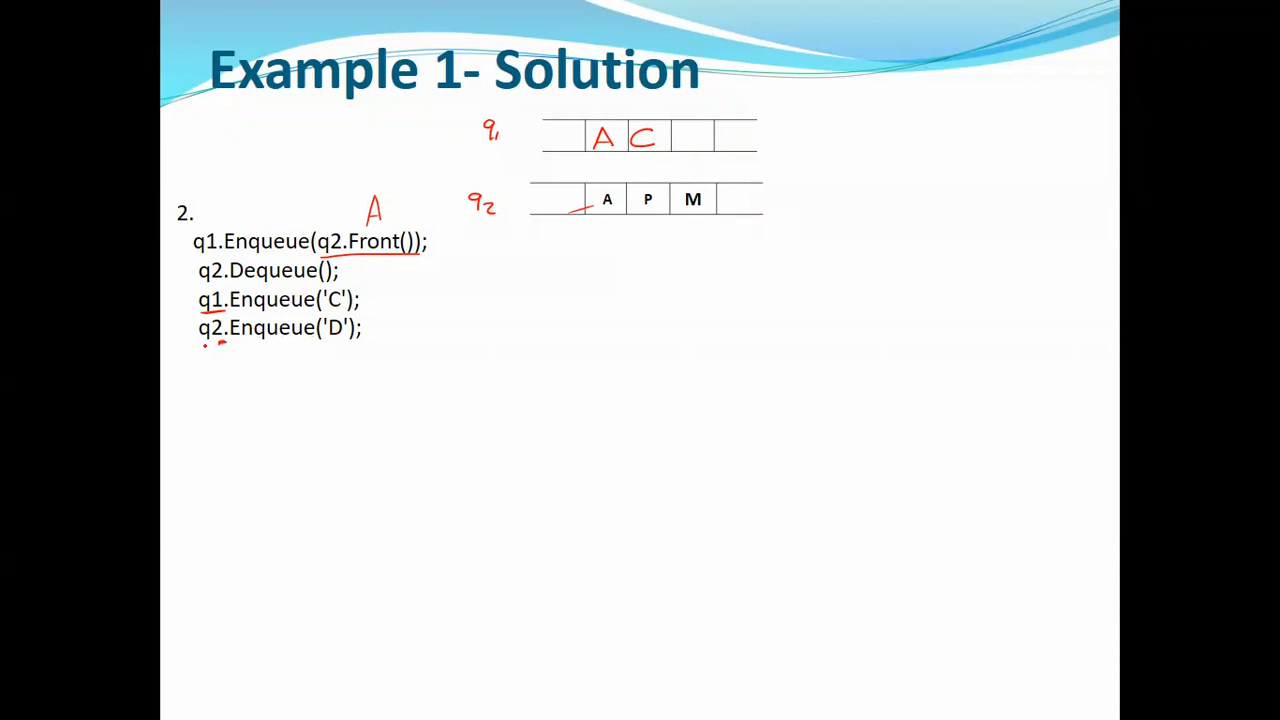 Example 1- Solution
q1 A C
q2 A P M
2.
A
q1.Enqueue(q2.Front());
q2.Dequeue();
q1.Enqueue('C');
q2.Enqueue('D');